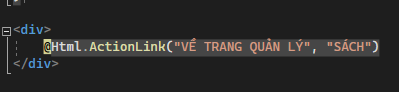 <div>
@Html.ActionLink("VỀ TRANG QUẢN LÝ", "SÁCH")
</div>